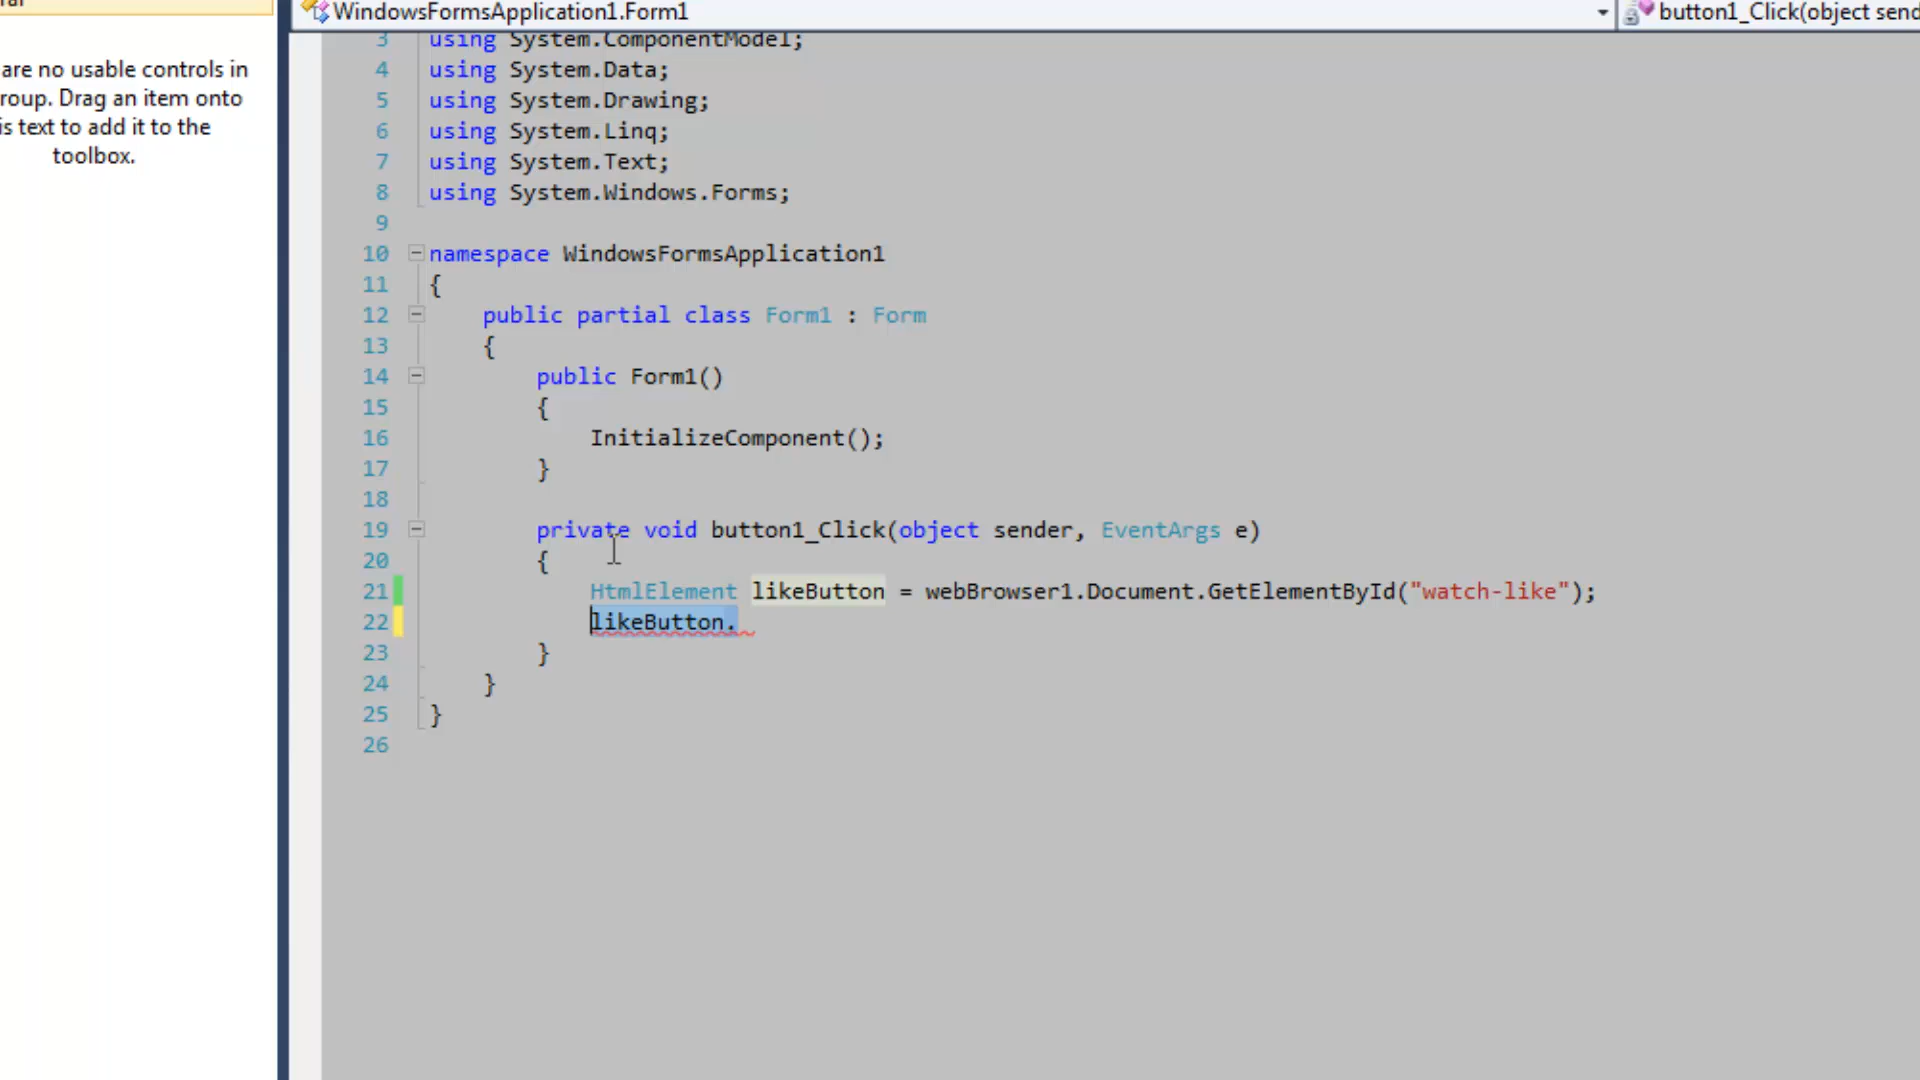 WindowsFormsApplication1.Form1
button1_Click(object send
are no usable controls in
roup. Drag an item onto
is text to add it to the
toolbox.
3 using System.ComponentModel;
4 using System.Data;
5 using System.Drawing;
6 using System.Linq;
7 using System.Text;
8 using System.Windows.Forms;
9
10 namespace WindowsFormsApplication1
11 {
12 public partial class Form1 : Form
13 {
14 public Form1()
15 {
16 InitializeComponent();
17 }
18
19 private void button1_Click(object sender, EventArgs e)
20 {
21 HtmlElement likeButton = webBrowser1.Document.GetElementById("watch-like");
22 likeButton.
23 }
24 }
25 }
26